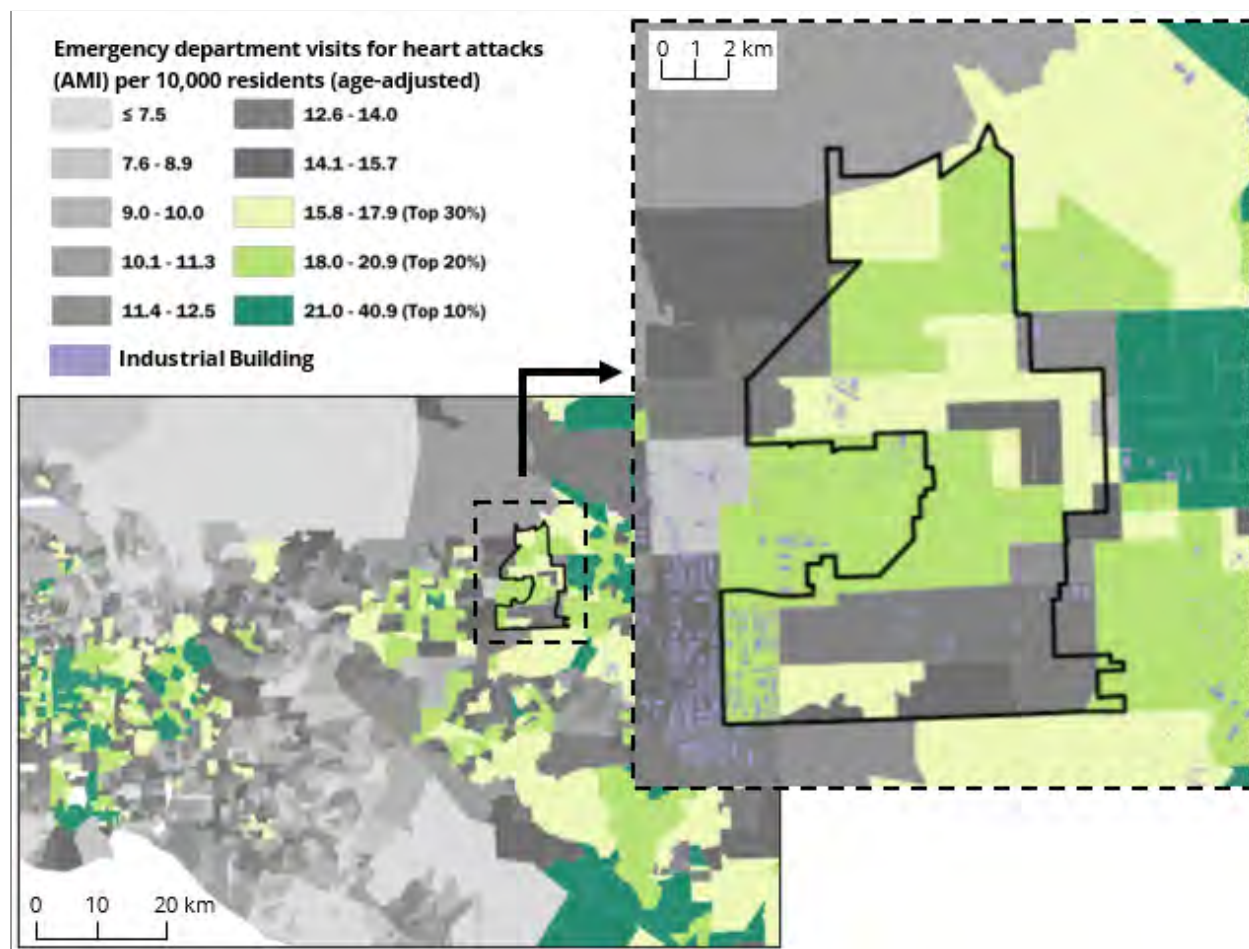 Emergency department visits for heart attacks
(AMI) per 10,000 residents (age-adjusted)
≤ 7.5
12.6 - 14.0
7.6 - 8.9
14.1 - 15.7
9.0 - 10.0
15.8 - 17.9 (Top 30%)
10.1 - 11.3
18.0 - 20.9 (Top 20%)
11.4 - 12.5
21.0 - 40.9 (Top 10%)
Industrial Building
0 1 2 km
0 10 20 km